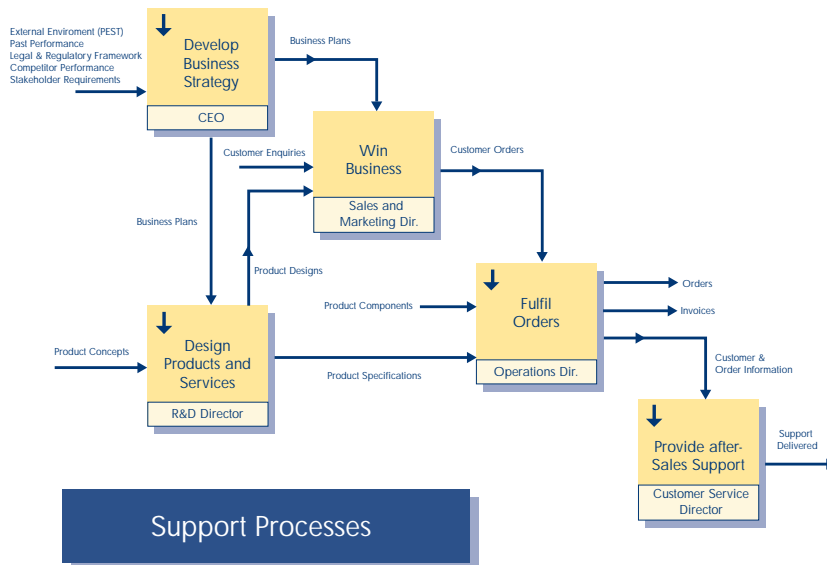 External Enviroment (PEST)
Past Performance
Legal & Regulatory Framework
Competitor Performance
Stakeholder Requirements
Develop
Business
Strategy
CEO
Business Plans
Customer Enquiries
Win
Business
Sales and
Marketing Dir.
Customer Orders
Business Plans
Product Designs
Product Components
Fulfil
Orders
Operations Dir.
Orders
Invoices
Product Concepts
Design
Products and
Services
R&D Director
Product Specifications
Customer &
Order Information
Provide after-
Sales Support
Customer Service
Director
Support
Delivered
Support Processes